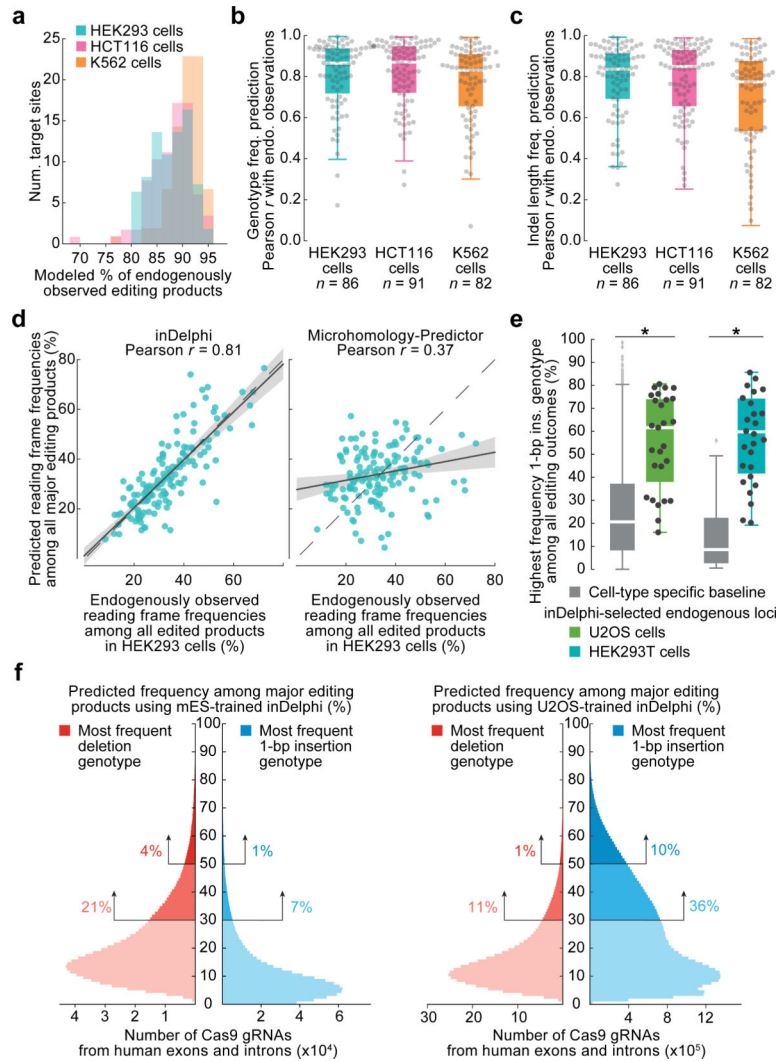 a
HEK293 cells
HCT116 cells
K562 cells
Num. target sites
25
20
15
10
5
0
70 75 80 85 90 95
Modeled % of endogenously
observed editing products
b
Genotype freq. prediction
Pearson r with endo. observations
1.0
0.8
0.6
0.4
0.2
0.0
HEK293 HCT116 K562
cells cells cells
n = 86 n = 91 n = 82
c
Indel length freq. prediction
Pearson r with endo. observations
1.0
0.8
0.6
0.4
0.2
0.0
HEK293 HCT116 K562
cells cells cells
n = 86 n = 91 n = 82
d
inDelphi
Pearson r = 0.81
Microhomology-Predictor
Pearson r = 0.37
Predicted reading frame frequencies
among all major editing products (%)
80
60
40
20
20 40 60 80
20 40 60 80
Endogenously observed
reading frame frequencies
among all edited products
in HEK293 cells (%)
Endogenously observed
reading frame frequencies
among all edited products
in HEK293 cells (%)
e
Highest frequency 1-bp ins. genotype
among all editing outcomes (%)
100
90
80
70
60
50
40
30
20
10
0
* *
Cell-type specific baseline
inDelphi-selected endogenous loci
U2OS cells
HEK293T cells
f
Predicted frequency among major editing
products using mES-trained inDelphi (%)
Most frequent
deletion
genotype
Most frequent
1-bp insertion
genotype
100
90
80
70
60
50
40
30
20
10
0
4% 1%
21% 7%
4 3 2 1 2 4 6
Number of Cas9 gRNAs
from human exons and introns (x10⁴)
Predicted frequency among major editing
products using U2OS-trained inDelphi (%)
Most frequent
deletion
genotype
Most frequent
1-bp insertion
genotype
100
90
80
70
60
50
40
30
20
10
0
1% 10%
11% 36%
30 20 10 4 8 12
Number of Cas9 gRNAs
from human exons and introns (x10⁵)